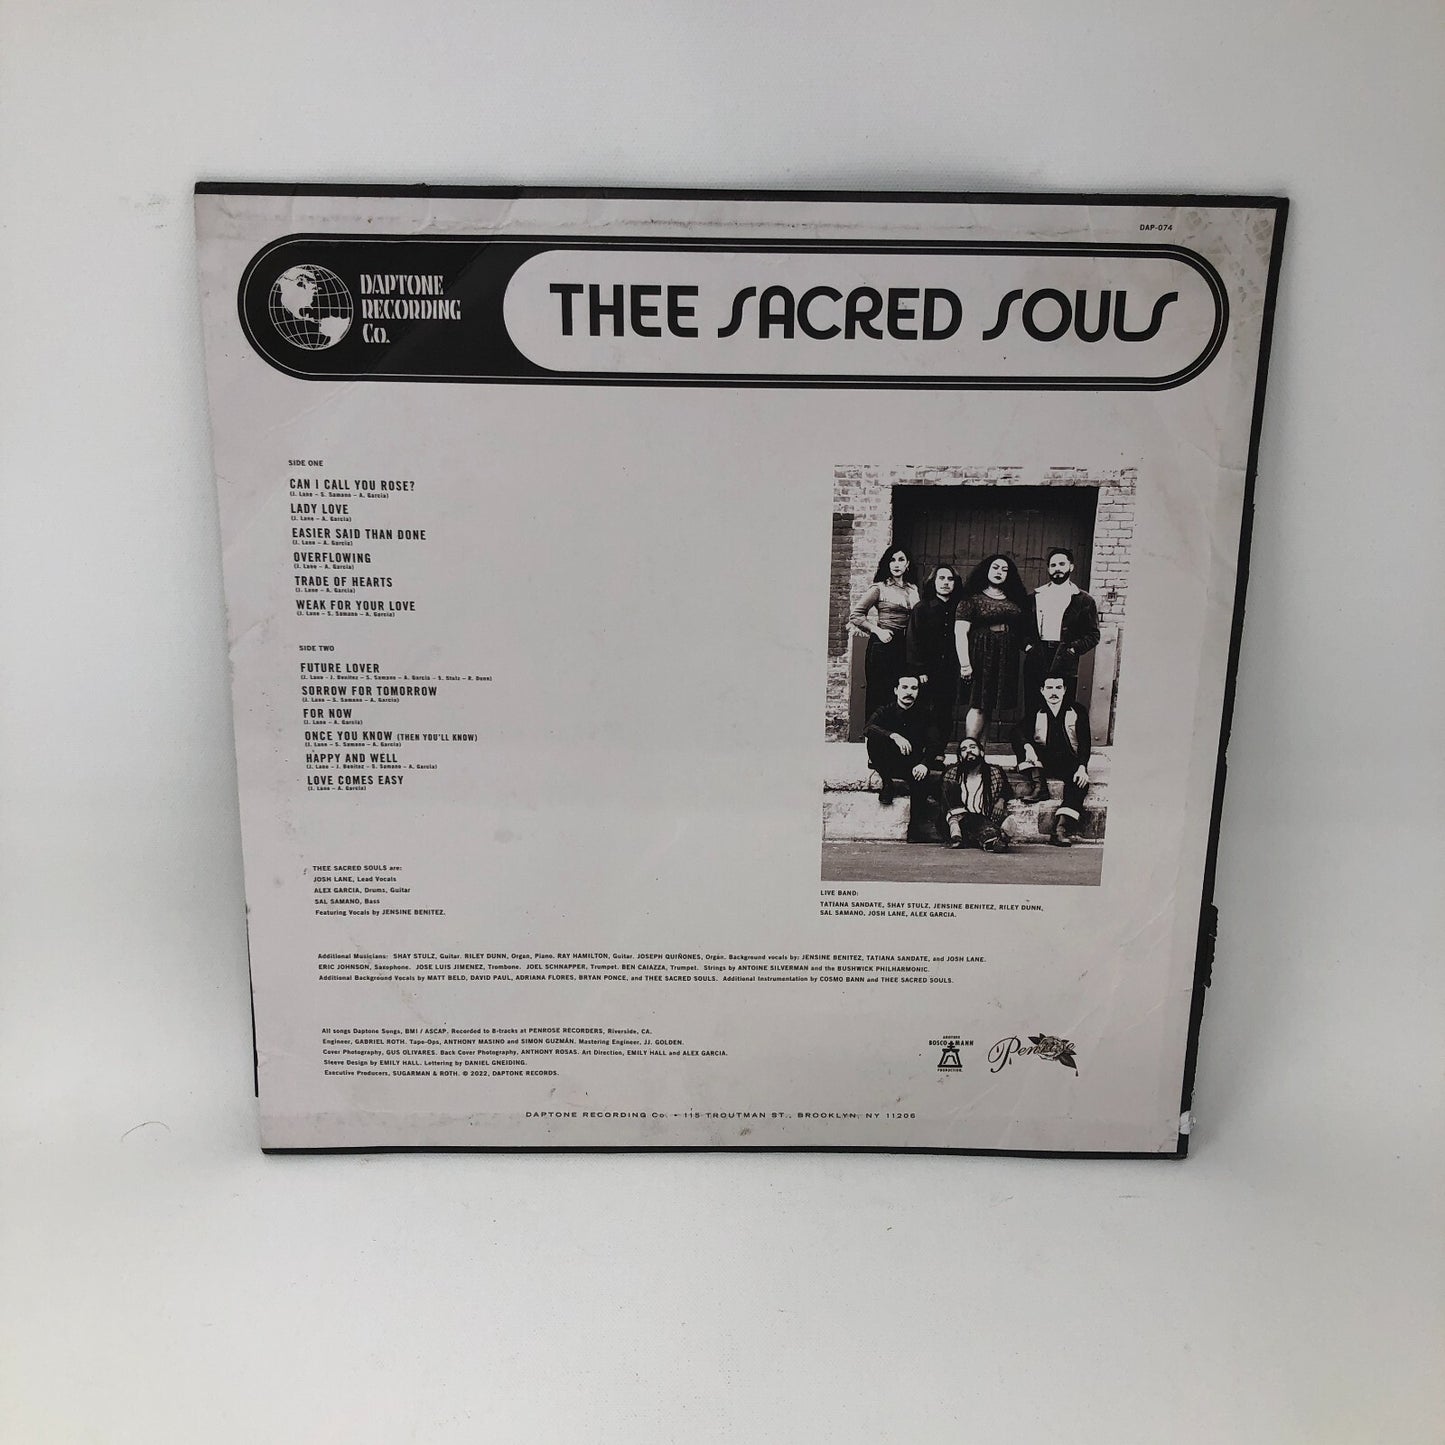 DAP-074
DAPTONE
RECORDING
Co.
THEE SACRED SOULS
SIDE ONE
CAN I CALL YOU ROSE?
(J. Lane – S. Samano – A. Garcia)
LADY LOVE
(J. Lane – A. Garcia)
EASIER SAID THAN DONE
(J. Lane – A. Garcia)
OVERFLOWING
(J. Lane – A. Garcia)
TRADE OF HEARTS
(J. Lane – A. Garcia)
WEAK FOR YOUR LOVE
(J. Lane – S. Samano – A. Garcia)
SIDE TWO
FUTURE LOVER
(J. Lane – J. Benitez – S. Samano – A. Garcia – S. Stulz – R. Dunn)
SORROW FOR TOMORROW
(J. Lane – S. Samano – A. Garcia)
FOR NOW
(J. Lane – A. Garcia)
ONCE YOU KNOW (THEN YOU'LL KNOW)
(J. Lane – S. Samano – A. Garcia)
HAPPY AND WELL
(J. Lane – J. Benitez – S. Samano – A. Garcia)
LOVE COMES EASY
(J. Lane – A. Garcia)
THEE SACRED SOULS are:
JOSH LANE, Lead Vocals
ALEX GARCIA, Drums, Guitar
SAL SAMANO, Bass
Featuring Vocals by JENSINE BENITEZ.
LIVE BAND:
TATIANA SANDATE, SHAY STULZ, JENSINE BENITEZ, RILEY DUNN,
SAL SAMANO, JOSH LANE, ALEX GARCIA.
Additional Musicians: SHAY STULZ, Guitar. RILEY DUNN, Organ, Piano. RAY HAMILTON, Guitar. JOSEPH QUIÑONES, Organ. Background vocals by: JENSINE BENITEZ, TATIANA SANDATE, and JOSH LANE.
ERIC JOHNSON, Saxophone. JOSE LUIS JIMENEZ, Trombone. JOEL SCHNAPPER, Trumpet. BEN CAIAZZA, Trumpet. Strings by ANTOINE SILVERMAN and the BUSHWICK PHILHARMONIC.
Additional Background Vocals by MATT BELD, DAVID PAUL, ADRIANA FLORES, BRYAN PONCE, and THEE SACRED SOULS. Additional Instrumentation by COSMO BANN and THEE SACRED SOULS.
All songs Daptone Songs, BMI / ASCAP. Recorded to 8-tracks at PENROSE RECORDERS, Riverside, CA.
Engineer, GABRIEL ROTH. Tape-Ops, ANTHONY MASINO and SIMON GUZMÁN. Mastering Engineer, JJ. GOLDEN.
Cover Photography, GUS OLIVARES. Back Cover Photography, ANTHONY ROSAS. Art Direction, EMILY HALL and ALEX GARCIA.
Sleeve Design by EMILY HALL. Lettering by DANIEL GNEIDING.
Executive Producers, SUGARMAN & ROTH. © 2022, DAPTONE RECORDS.
ANOTHER
BOSCO MANN
PRODUCTION.
Penrose
DAPTONE RECORDING Co. • 115 TROUTMAN ST., BROOKLYN, NY 11206